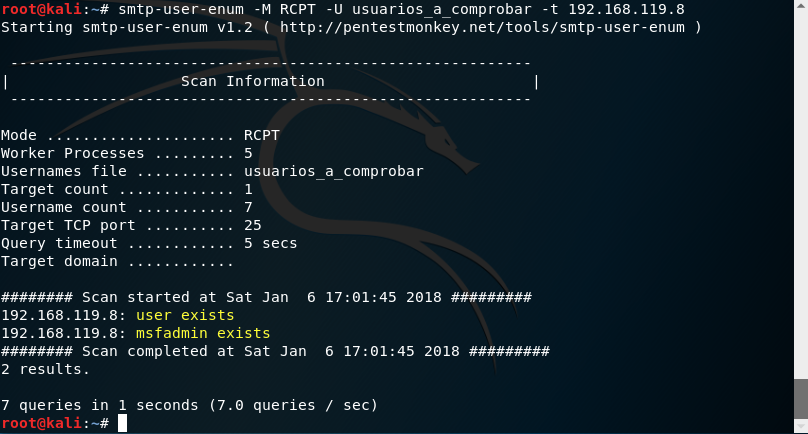 root@kali:~# smtp-user-enum -M RCPT -U usuarios_a_comprobar -t 192.168.119.8
Starting smtp-user-enum v1.2 ( http://pentestmonkey.net/tools/smtp-user-enum )
 ----------------------------------------------------------
|                   Scan Information                       |
 ----------------------------------------------------------
Mode ..................... RCPT
Worker Processes ......... 5
Usernames file ........... usuarios_a_comprobar
Target count ............. 1
Username count ........... 7
Target TCP port .......... 25
Query timeout ............ 5 secs
Target domain ............
######## Scan started at Sat Jan  6 17:01:45 2018 #########
192.168.119.8: user exists
192.168.119.8: msfadmin exists
######## Scan completed at Sat Jan  6 17:01:45 2018 #########
2 results.
7 queries in 1 seconds (7.0 queries / sec)
root@kali:~#